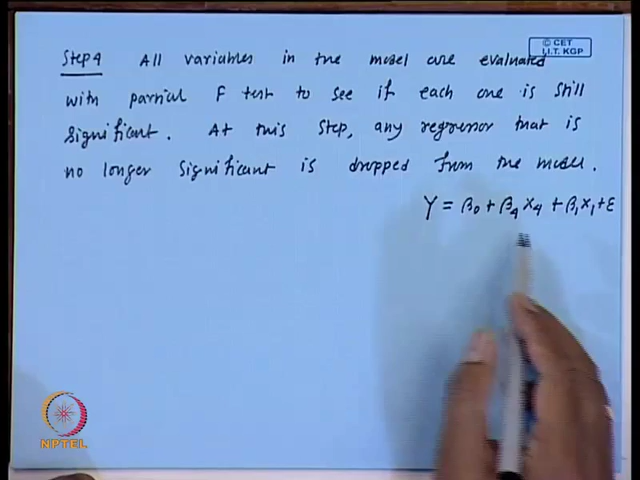 © CET
I.I.T. KGP
Step 4 All variables in the model are evaluated
with partial F test to see if each one is still
significant. At this step, any regressor that is
no longer significant is dropped from the model.
Y = β₀ + β₄ X₄ + β₁ X₁ + ε
NPTEL